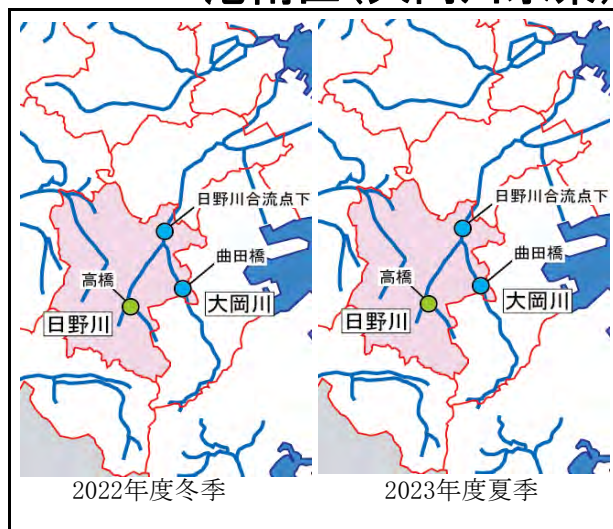 日野川合流点下
曲田橋
高橋
大岡川
日野川
2022年度冬季
日野川合流点下
曲田橋
高橋
大岡川
日野川
2023年度夏季